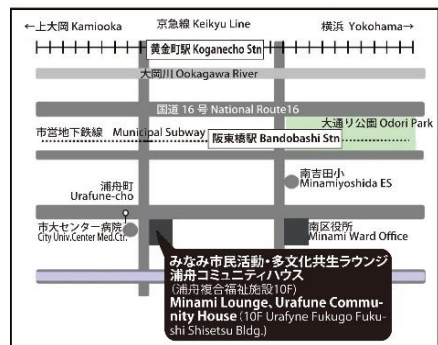 ←上大岡 Kamiooka
京急線 Keikyu Line
横浜 Yokohama→
黄金町駅 Koganecho Stn
大岡川 Ookagawa River
国道 16 号 National Route16
大通り公園 Odori Park
市営地下鉄線 Municipal Subway
阪東橋駅 Bandobashi Stn
浦舟町
Urafune-cho
南吉田小
Minamiyoshida ES
市大センター病院
City Univ.Center Med.Ctr.
南区役所
Minami Ward Office
みなみ市民活動・多文化共生ラウンジ
浦舟コミュニティハウス
(浦舟複合福祉施設10F)
Minami Lounge, Urafune Commu-
nity House (10F Urafyne Fukugo Fuku-
shi Shisetsu Bldg.)